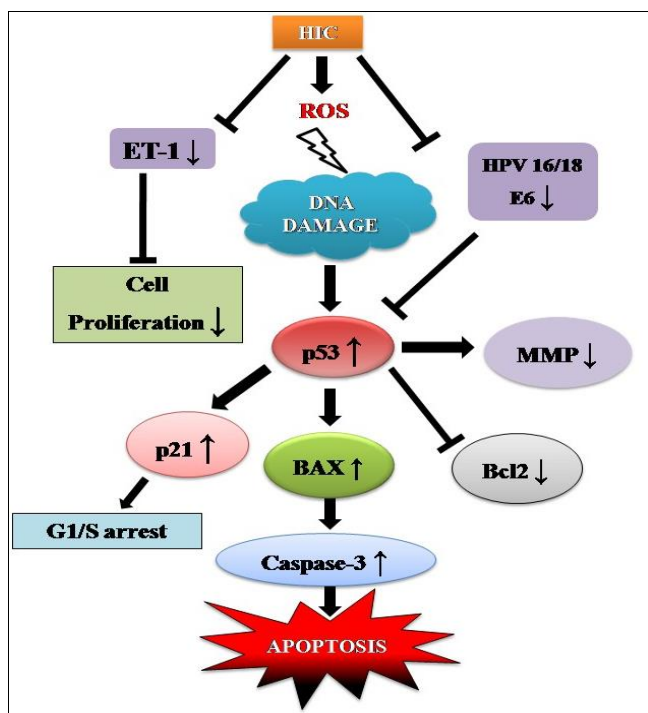 HIC
ROS
ET-1 ↓
HPV 16/18
E6 ↓
DNA
DAMAGE
Cell
Proliferation ↓
p53 ↑
MMP ↓
p21 ↑
BAX ↑
Bcl2 ↓
G1/S arrest
Caspase-3 ↑
APOPTOSIS